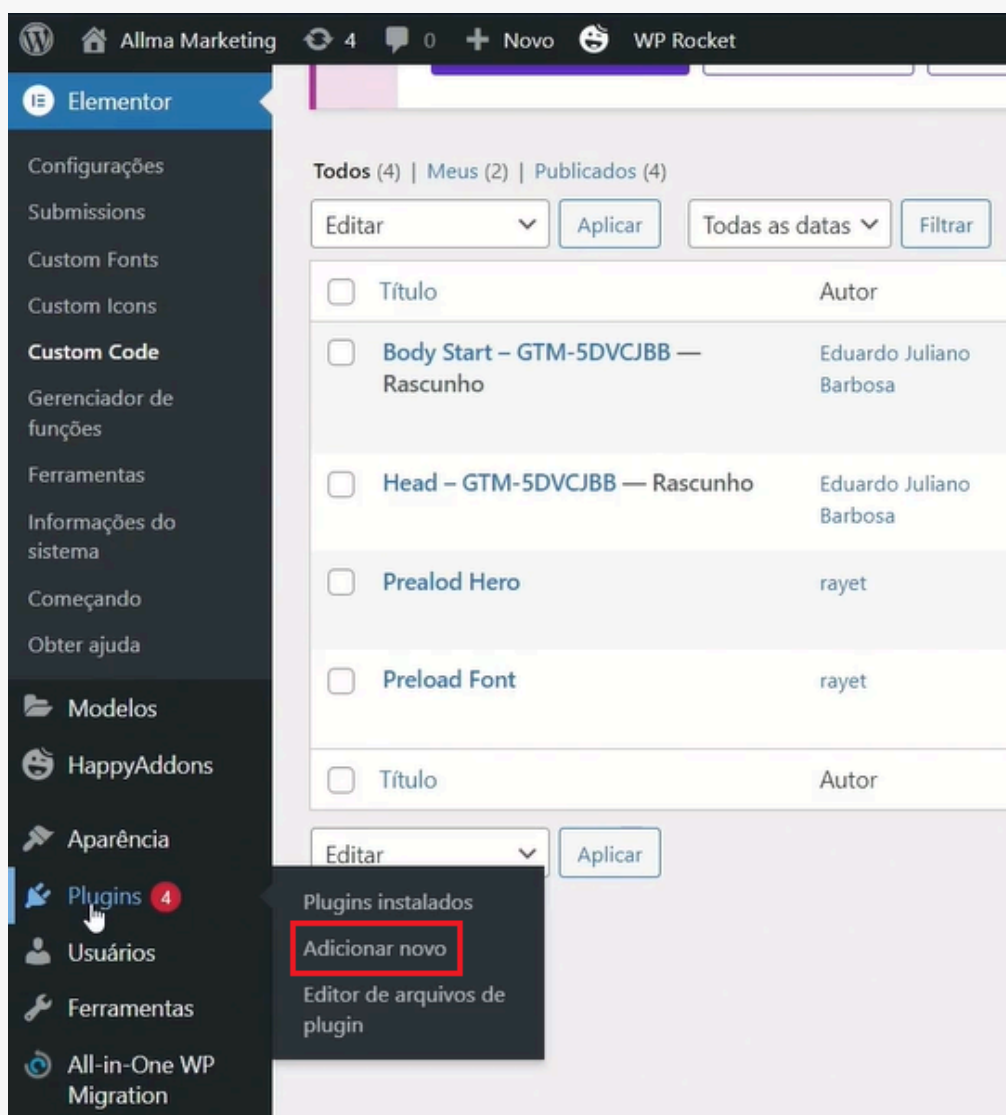 Allma Marketing 4 0 Novo WP Rocket
Elementor
Configurações
Submissions
Custom Fonts
Custom Icons
Custom Code
Gerenciador de
funções
Ferramentas
Informações do
sistema
Começando
Obter ajuda
Modelos
HappyAddons
Aparência
Plugins 4
Usuários
Ferramentas
All-in-One WP
Migration
Todos (4) | Meus (2) | Publicados (4)
Editar Aplicar Todas as datas Filtrar
Título Autor
Body Start – GTM-5DVCJBB —
Rascunho
Eduardo Juliano
Barbosa
Head – GTM-5DVCJBB — Rascunho
Eduardo Juliano
Barbosa
Prealod Hero rayet
Preload Font rayet
Título Autor
Editar Aplicar
Plugins instalados
Adicionar novo
Editor de arquivos de
plugin